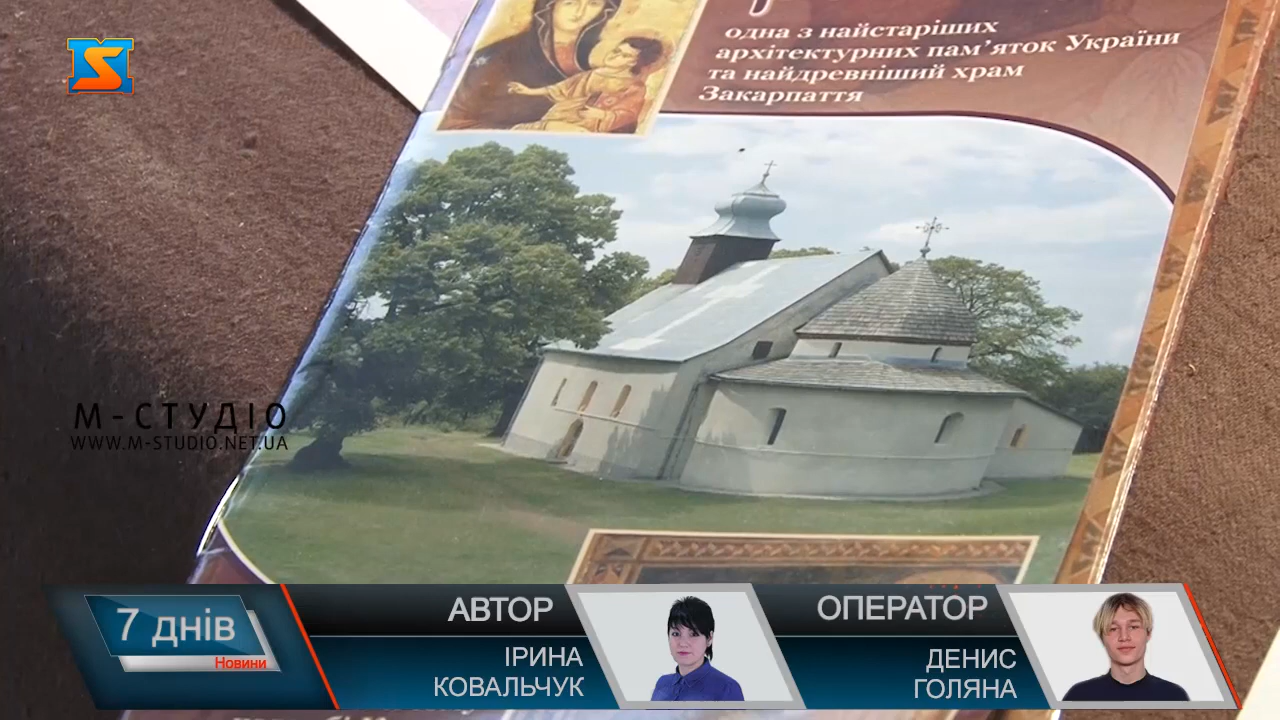 одна з найстаріших
архітектурних пам’яток України
та найдревніший храм
Закарпаття
М-СТУДІО
WWW.M-STUDIO.NET.UA
7 днів
Новини
АВТОР
ІРИНА
КОВАЛЬЧУК
ОПЕРАТОР
ДЕНИС
ГОЛЯНА